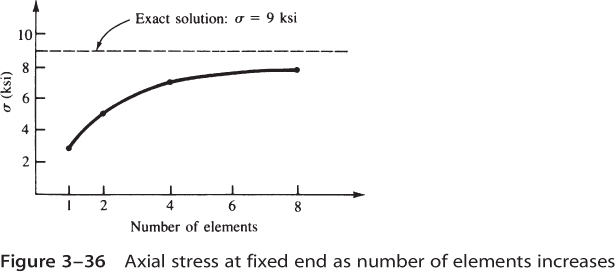 Exact solution: σ = 9 ksi
10
8
6
4
2
σ (ksi)
1 2 4 6 8
Number of elements
Figure 3–36 Axial stress at fixed end as number of elements increases